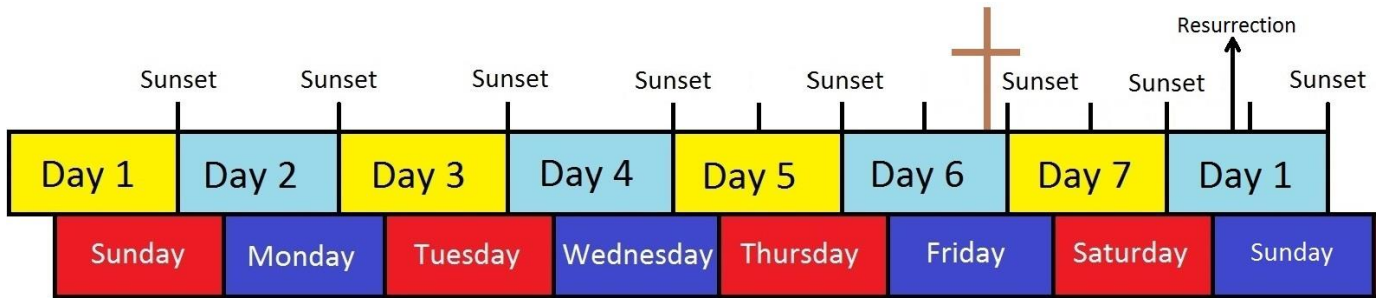 Resurrection
Sunset Sunset Sunset Sunset Sunset Sunset Sunset Sunset
Day 1 Day 2 Day 3 Day 4 Day 5 Day 6 Day 7 Day 1
Sunday Monday Tuesday Wednesday Thursday Friday Saturday Sunday